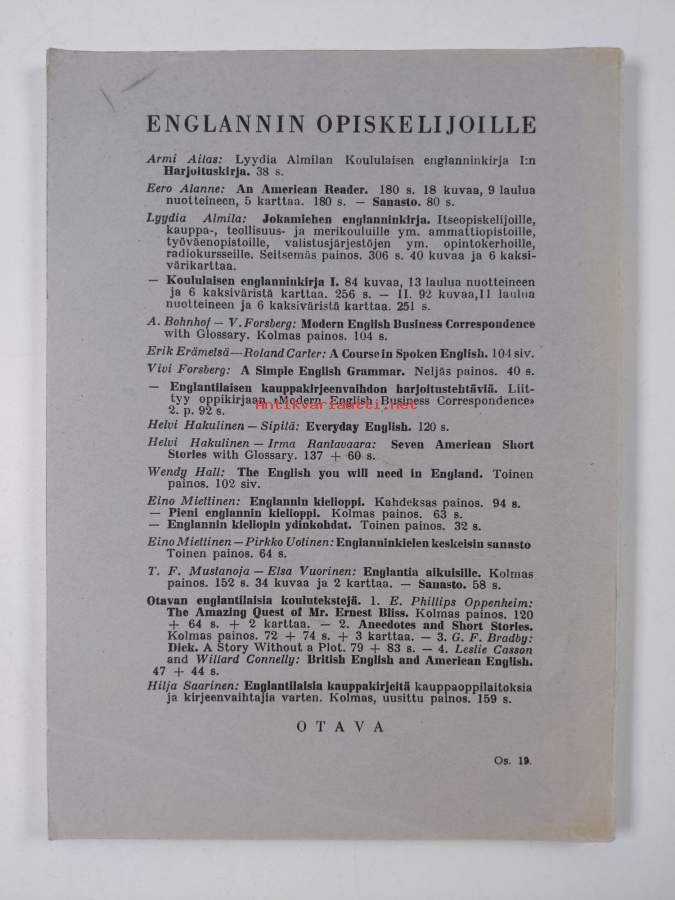 ENGLANNIN OPISKELIJOILLE
Armi Ailas: Lyydia Almilan Koululaisen englanninkirja I:n
Harjoituskirja. 38 s.
Eero Alanne: An American Reader. 180 s. 18 kuvaa, 9 laulua
nuotteineen, 5 karttaa. 180 s. — Sanasto. 80 s.
Lyydia Almila: Jokamiehen englanninkirja. Itseopiskelijoille,
kauppa-, teollisuus- ja merikouluille ym. ammattiopistoille,
työväenopistoille, valistusjärjestöjen ym. opintokerhoille,
radiokursseille. Seitsemäs painos. 306 s. 40 kuvaa ja 6 kaksi-
värikarttaa.
— Koululaisen englanninkirja I. 84 kuvaa, 13 laulua nuotteineen
ja 6 kaksiväristä karttaa. 256 s. — II. 92 kuvaa, 11 laulua
nuotteineen ja 6 kaksiväristä karttaa. 251 s.
A. Bohnhof — V. Forsberg: Modern English Business Correspondence
with Glossary. Kolmas painos. 104 s.
Erik Erämetsä—Roland Carter: A Course in Spoken English. 104 siv.
Vivi Forsberg: A Simple English Grammar. Neljäs painos. 40 s.
— Englantilaisen kauppakirjeenvaihdon harjoitustehtäviä. Liit-
tyy oppikirjaan »Modern English Business Correspondence»
2. p. 92 s.
Antikvariaatti.net
Helvi Hakulinen — Sipilä: Everyday English. 120 s.
Helvi Hakulinen — Irma Rantavaara: Seven American Short
Stories with Glossary. 137 + 60 s.
Wendy Hall: The English you will need in England. Toinen
painos. 102 siv.
Eino Miettinen: Englannin kielioppi. Kahdeksas painos. 94 s.
— Pieni englannin kielioppi. Kolmas painos. 63 s.
— Englannin kieliopin ydinkohdat. Toinen painos. 32 s.
Eino Miettinen — Pirkko Uotinen: Englanninkielen keskeisin sanasto
Toinen painos. 64 s.
T. F. Mustanoja — Elsa Vuorinen: Englantia aikuisille. Kolmas
painos. 152 s. 34 kuvaa ja 2 karttaa. — Sanasto. 58 s.
Otavan englantilaisia koulutekstejä. 1. E. Phillips Oppenheim:
The Amazing Quest of Mr. Ernest Bliss. Kolmas painos. 120
+ 64 s. + 2 karttaa. — 2. Anecdotes and Short Stories.
Kolmas painos. 72 + 74 s. + 3 karttaa. — 3. G. F. Bradby:
Dick. A Story Without a Plot. 79 + 83 s. — 4. Leslie Casson
and Willard Connelly: British English and American English.
47 + 44 s.
Hilja Saarinen: Englantilaisia kauppakirjeitä kauppaoppilaitoksia
ja kirjeenvaihtajia varten. Kolmas, uusittu painos. 159 s.
OTAVA
Os. 19.